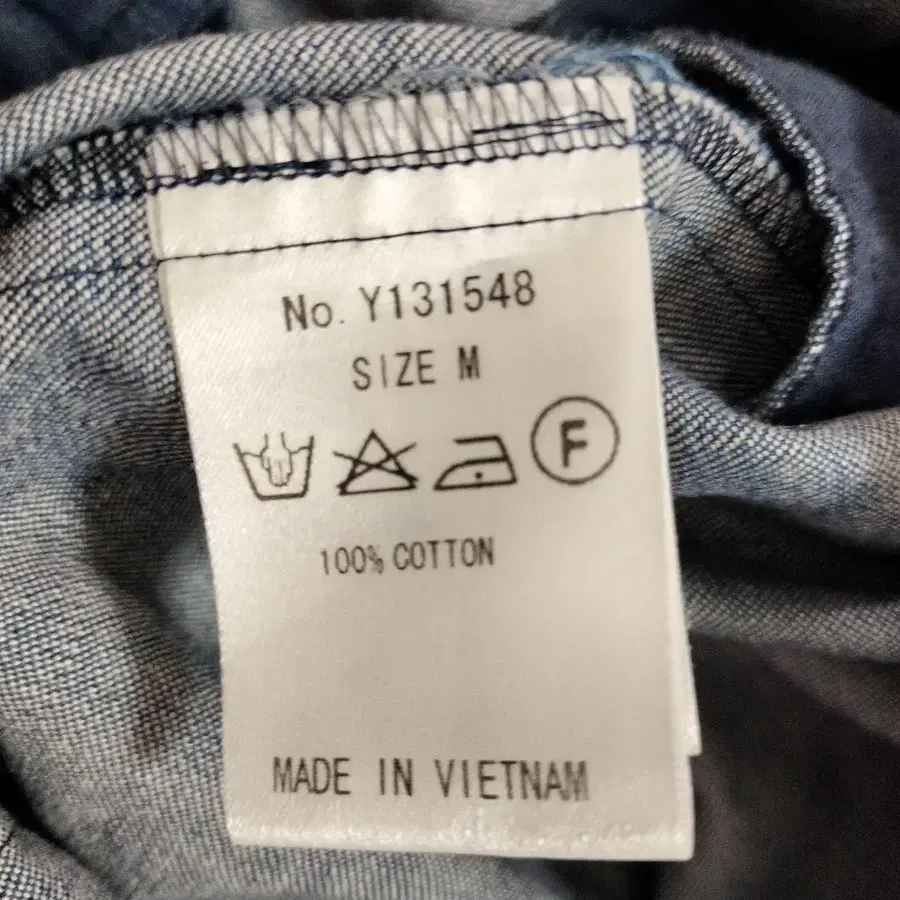 No. Y131548
SIZE M
F
100% COTTON
MADE IN VIETNAM